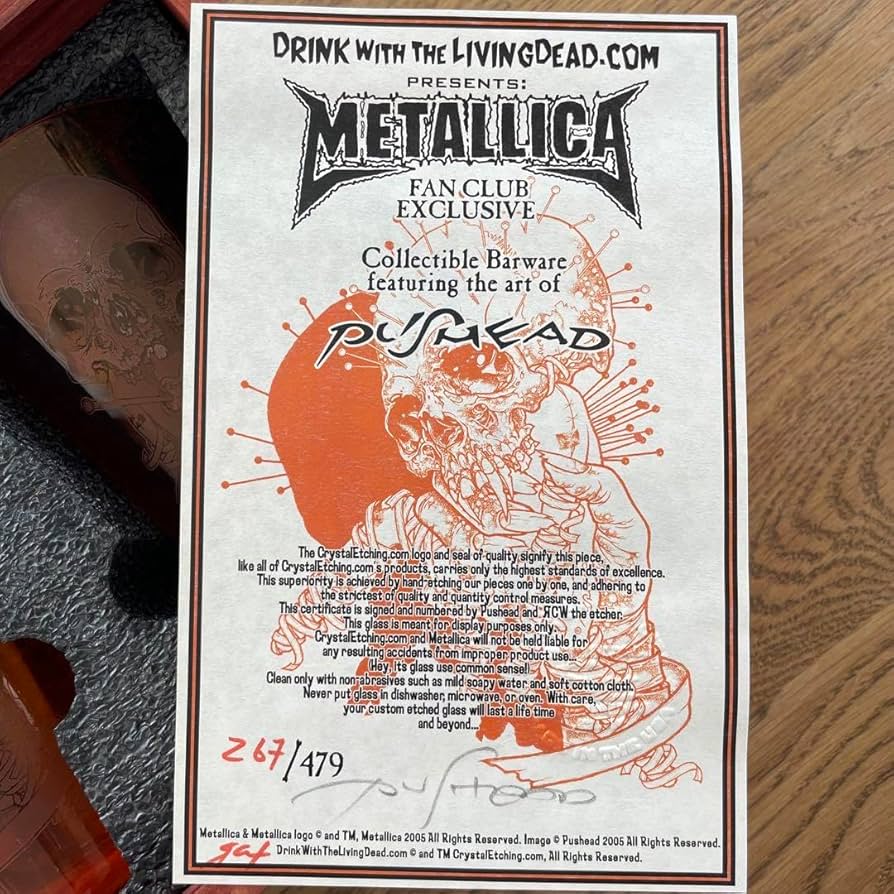 DRINK WITH THE LIVINGDEAD.COM
PRESENTS:
METALLICA
FAN CLUB
EXCLUSIVE
Collectible Barware
featuring the art of
PUSHEAD
The CrystalEtching.com logo and seal of quality signify this piece,
like all of CrystalEtching.com's products, carries only the highest standards of excellence.
This superiority is achieved by hand-etching our pieces one by one, and adhering to
the strictest of quality and quantity control measures.
This certificate is signed and numbered by Pushead and ЯCW the etcher.
This glass is meant for display purposes only.
CrystalEtching.com and Metallica will not be held liable for
any resulting accidents from improper product use...
(Hey, its glass use common sense!)
Clean only with non-abrasives such as mild soapy water and soft cotton cloth.
Never put glass in dishwasher, microwave, or oven. With care,
your custom etched glass will last a life time
and beyond...
267/479
PUSHEAD
Metallica & Metallica logo © and TM, Metallica 2005 All Rights Reserved. Image © Pushead 2005 All Rights Reserved.
DrinkWithTheLivingDead.com © and TM CrystalEtching.com, All Rights Reserved.